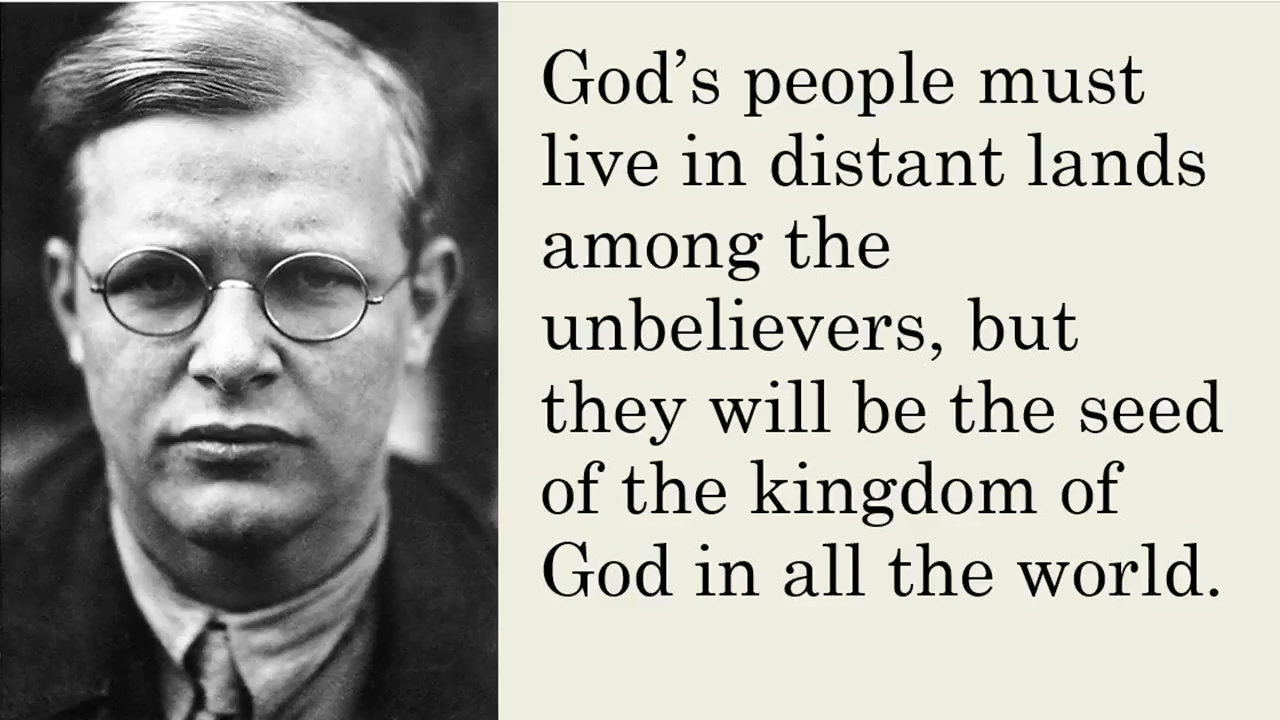 God’s people must
live in distant lands
among the
unbelievers, but
they will be the seed
of the kingdom of
God in all the world.